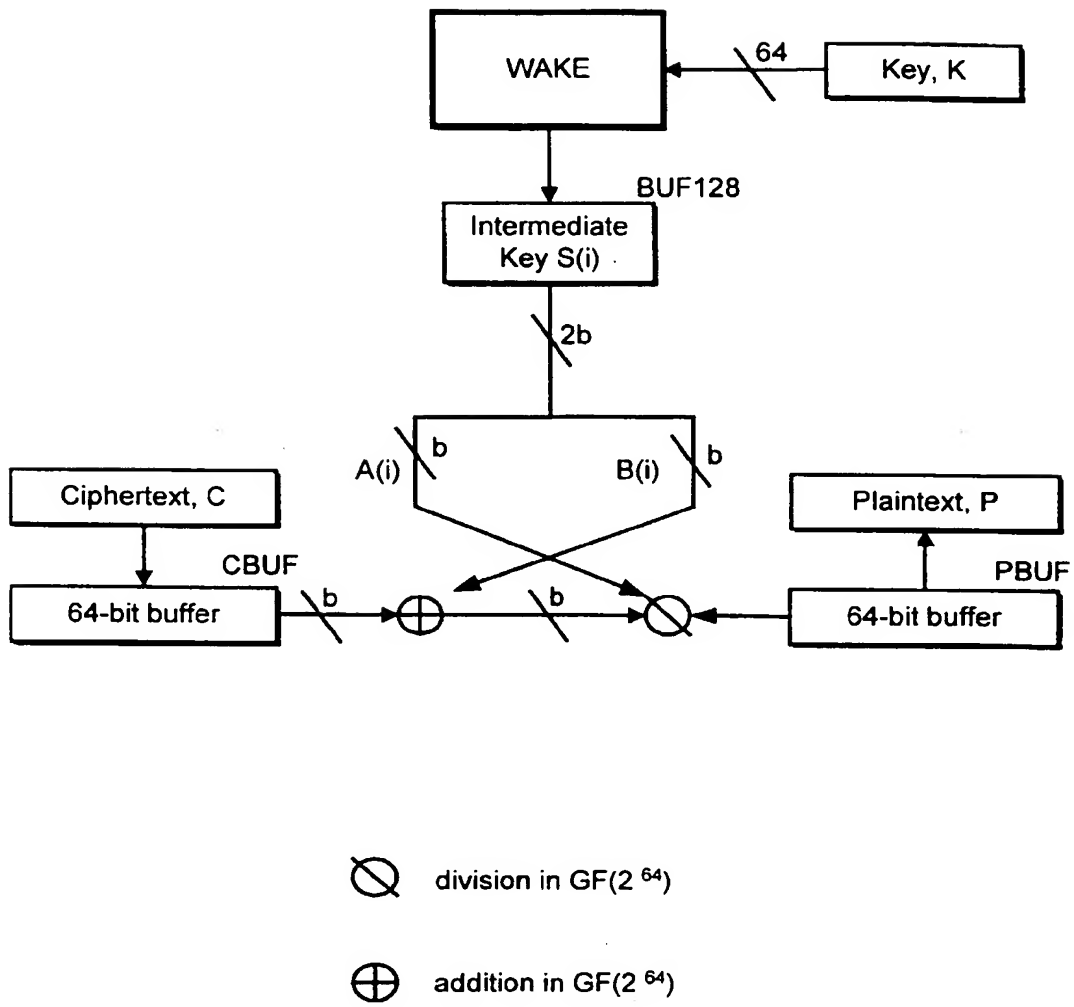 WAKE
64
Key, K
BUF128
Intermediate
Key S(i)
2b
b
b
A(i)
B(i)
Ciphertext, C
Plaintext, P
CBUF
PBUF
64-bit buffer
b
b
64-bit buffer
division in GF(2 64)
addition in GF(2 64)